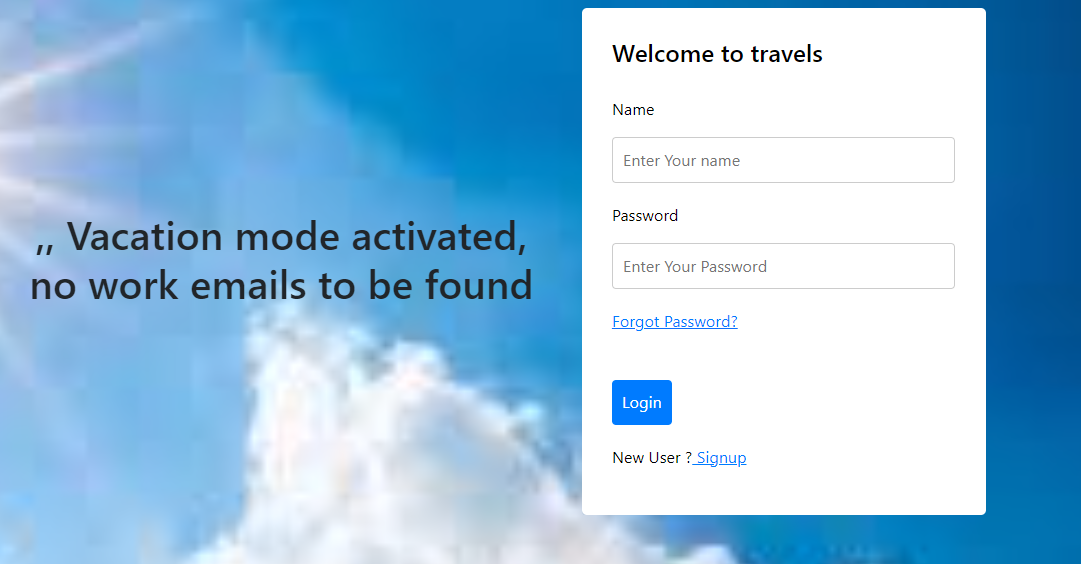 ,, Vacation mode activated,
no work emails to be found
Welcome to travels
Name
Enter Your name
Password
Enter Your Password
Forgot Password?
Login
New User ? Signup